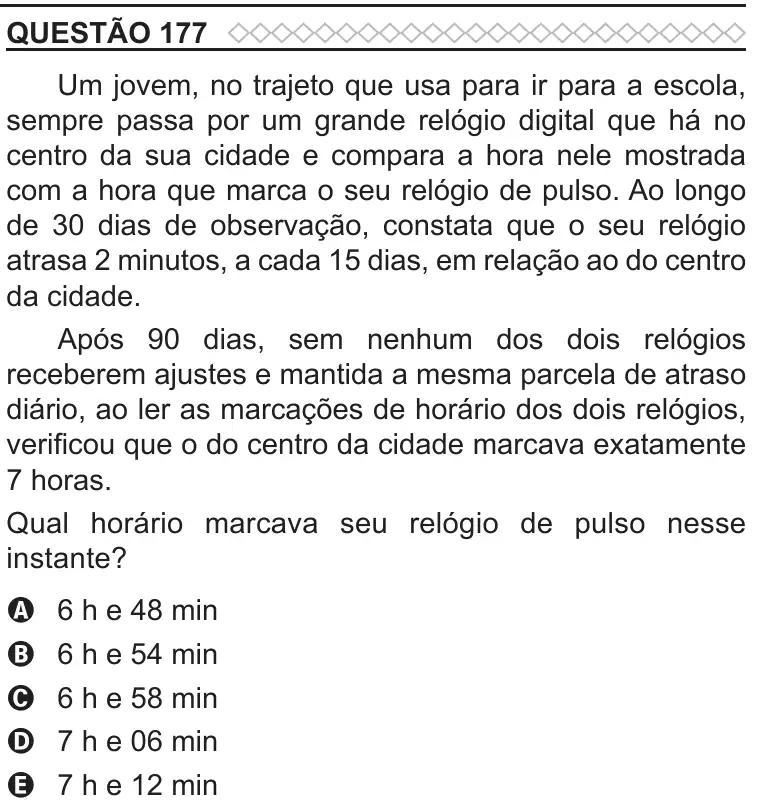 QUESTÃO 177
Um jovem, no trajeto que usa para ir para a escola,
sempre passa por um grande relógio digital que há no
centro da sua cidade e compara a hora nele mostrada
com a hora que marca o seu relógio de pulso. Ao longo
de 30 dias de observação, constata que o seu relógio
atrasa 2 minutos, a cada 15 dias, em relação ao do centro
da cidade.
Após 90 dias, sem nenhum dos dois relógios
receberem ajustes e mantida a mesma parcela de atraso
diário, ao ler as marcações de horário dos dois relógios,
verificou que o do centro da cidade marcava exatamente
7 horas.
Qual horário marcava seu relógio de pulso nesse
instante?
A 6 h e 48 min
B 6 h e 54 min
C 6 h e 58 min
D 7 h e 06 min
E 7 h e 12 min